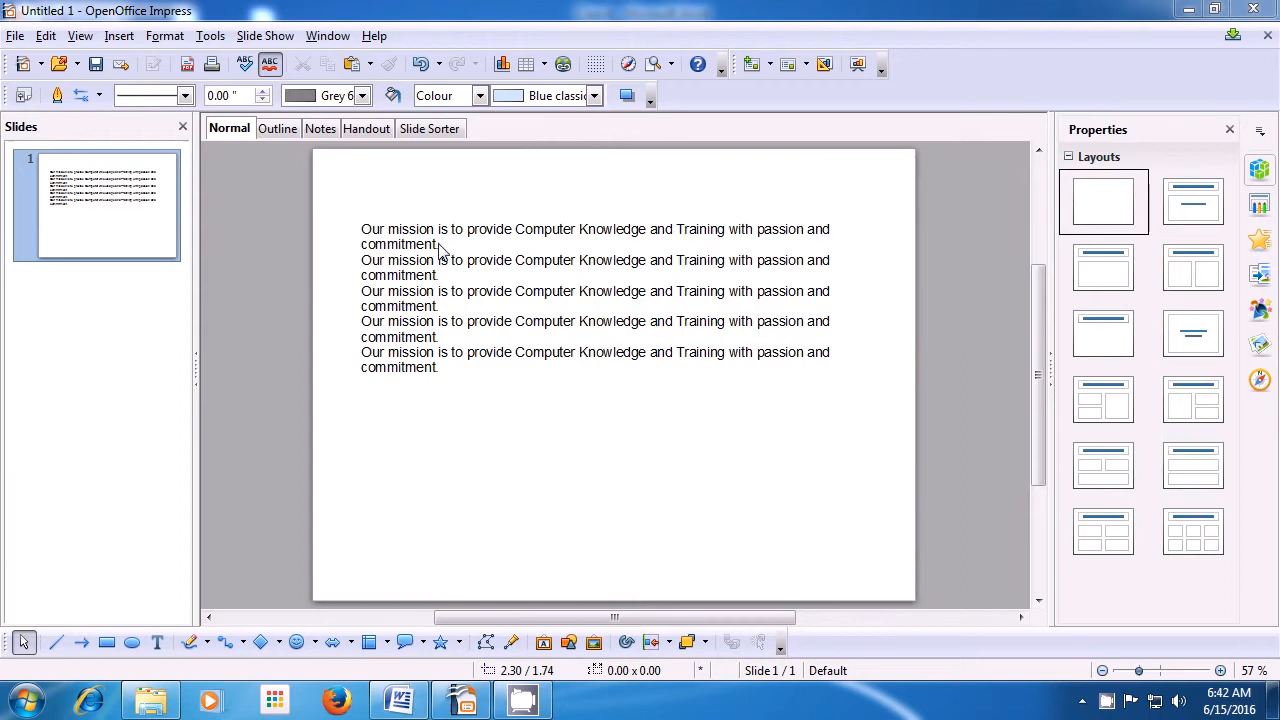 Untitled 1 - OpenOffice Impress
File Edit View Insert Format Tools Slide Show Window Help
0.00 " Grey 6 Colour Blue classic
Slides
Normal Outline Notes Handout Slide Sorter
Properties
Layouts
1
Our mission is to provide Computer Knowledge and Training with passion and
commitment.
Our mission is to provide Computer Knowledge and Training with passion and
commitment.
Our mission is to provide Computer Knowledge and Training with passion and
commitment.
Our mission is to provide Computer Knowledge and Training with passion and
commitment.
Our mission is to provide Computer Knowledge and Training with passion and
commitment.
2.30 / 1.74 0.00 x 0.00 * Slide 1 / 1 Default 57 %
6:42 AM
6/15/2016